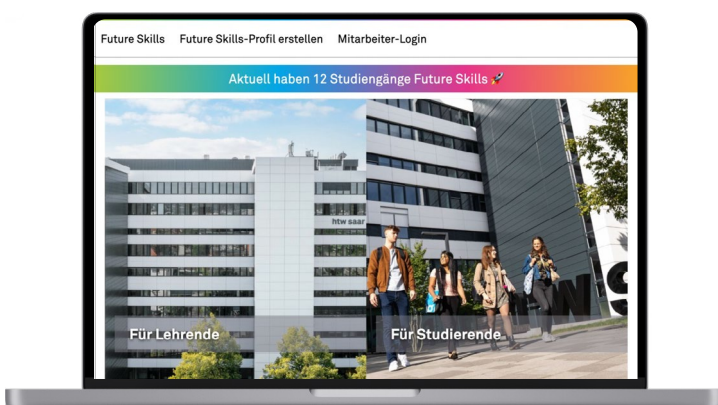 Future Skills Future Skills-Profil erstellen Mitarbeiter-Login
Aktuell haben 12 Studiengänge Future Skills 🚀
htw saar
Für Lehrende
Für Studierende